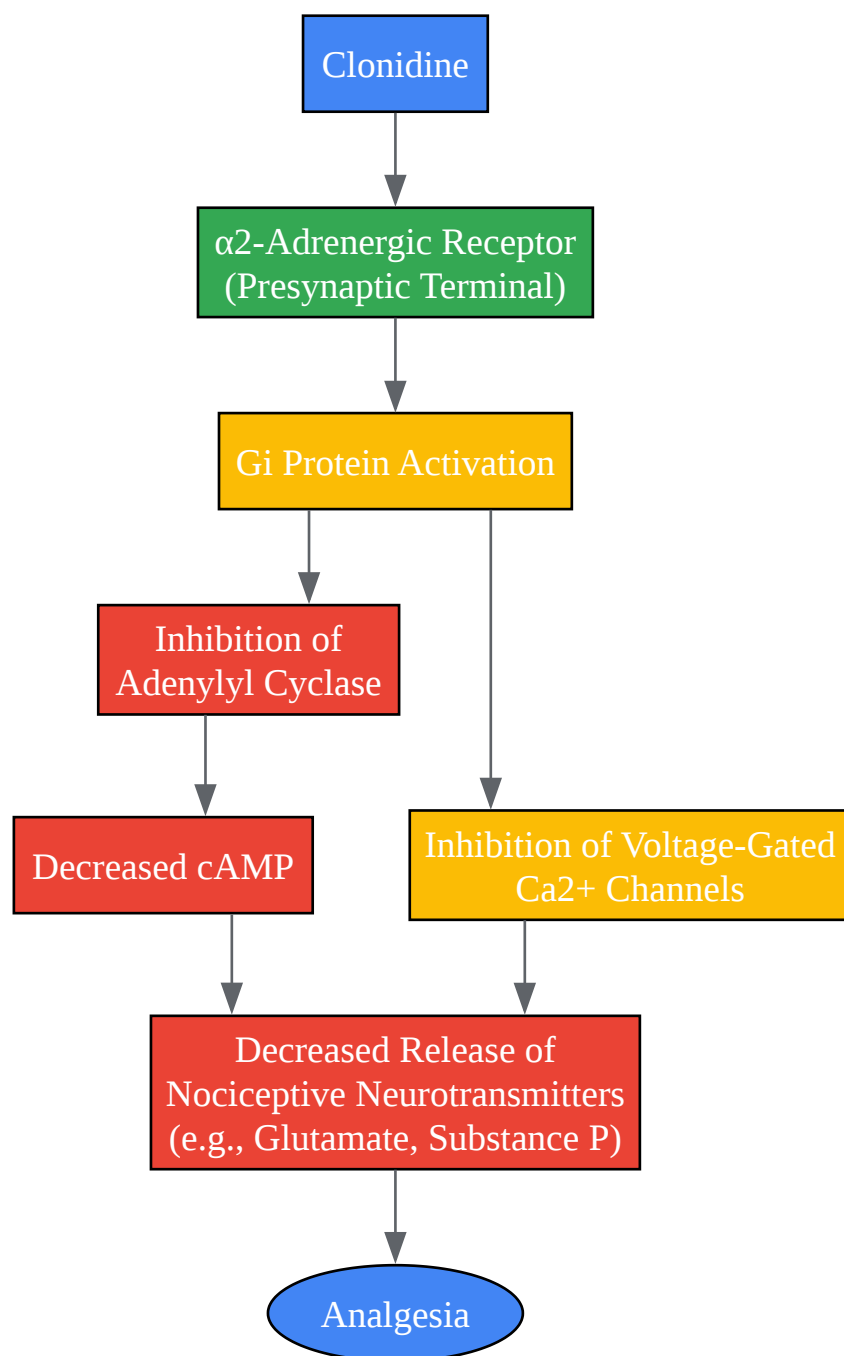 Clonidine
α2-Adrenergic Receptor
(Presynaptic Terminal)
Gi Protein Activation
Inhibition of
Adenylyl Cyclase
Decreased cAMP
Inhibition of Voltage-Gated
Ca2+ Channels
Decreased Release of
Nociceptive Neurotransmitters
(e.g., Glutamate, Substance P)
Analgesia